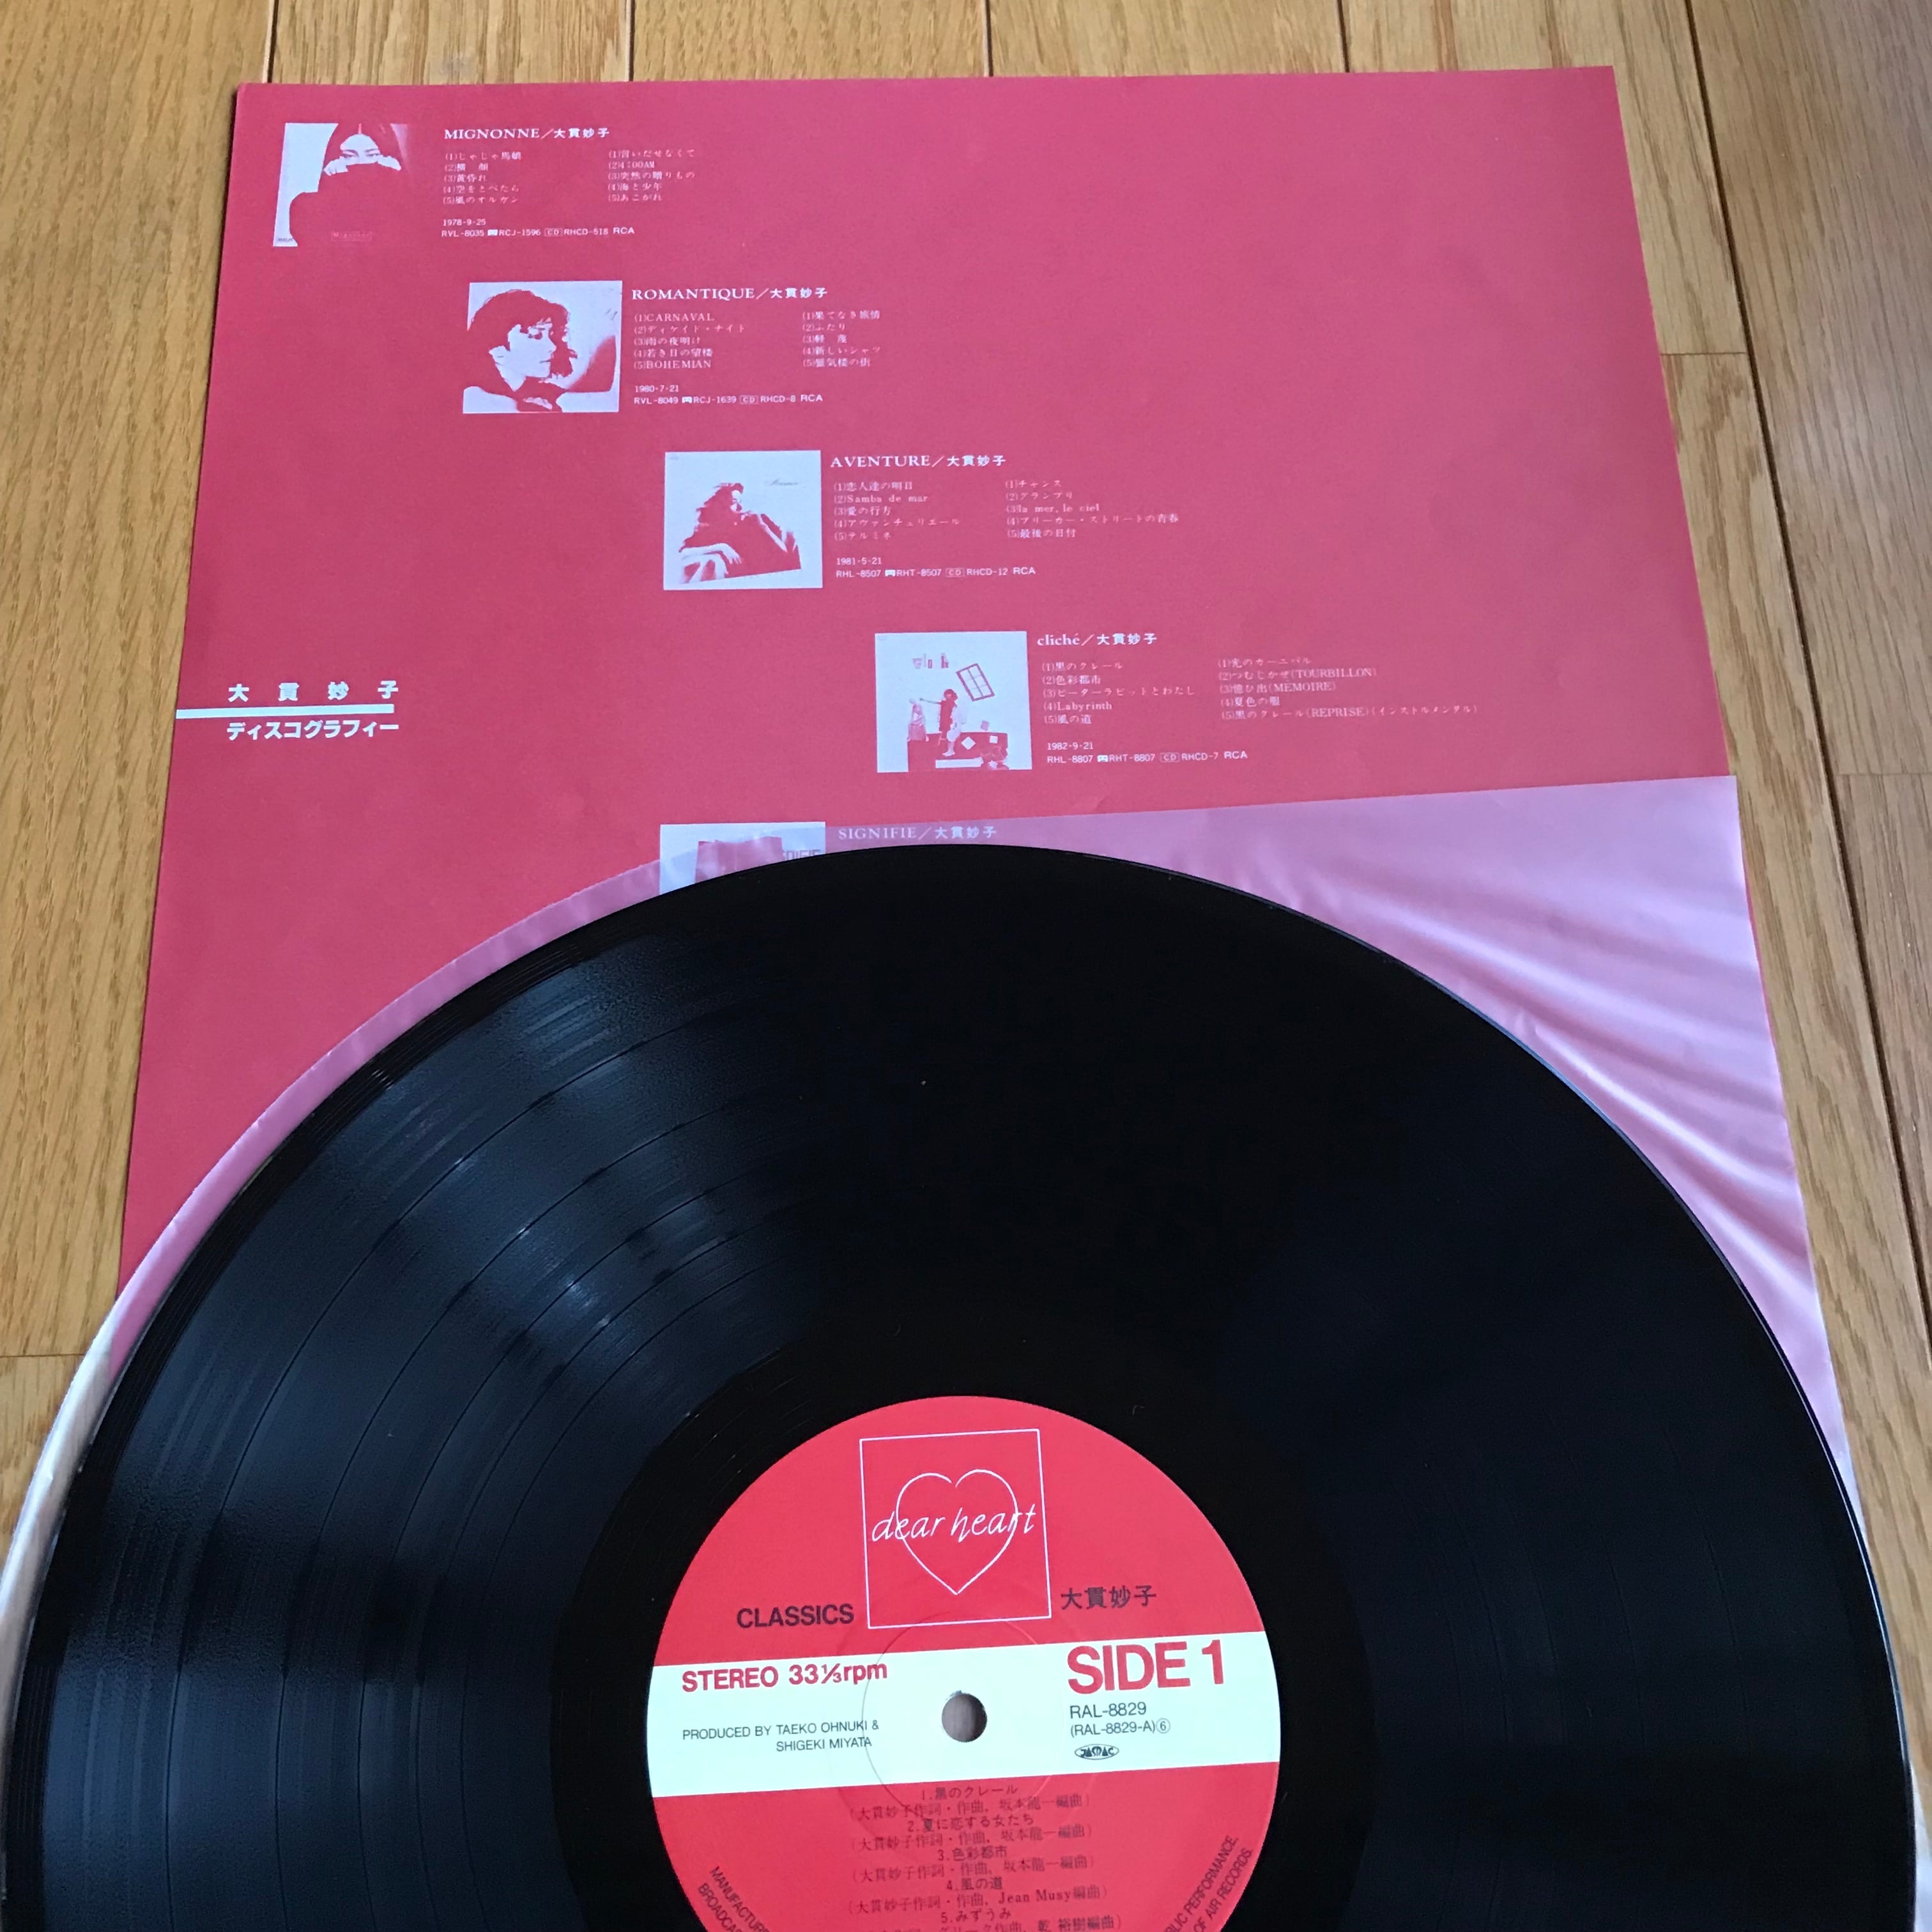 MIGNONNE／大貫妙子
(1)じゃじゃ馬娘
(2)横　顔
(3)黄昏れ
(4)空をとべたら
(5)風のオルガン
(1)言いだせなくて
(2)4:00AM
(3)突然の贈りもの
(4)海と少年
(5)あこがれ
1978-9-25
RVL-8035 RCJ-1596 CD RHCD-518 RCA
ROMANTIQUE／大貫妙子
(1)CARNAVAL
(2)ディケイド・ナイト
(3)雨の夜明け
(4)若き日の望楼
(5)BOHEMIAN
(1)果てなき旅情
(2)ふたり
(3)軽　蔑
(4)新しいシャツ
(5)蜃気楼の街
1980-7-21
RVL-8049 RCJ-1639 CD RHCD-8 RCA
AVENTURE／大貫妙子
(1)恋人達の明日
(2)Samba de mar
(3)愛の行方
(4)アヴァンチュリエール
(5)テルミネ
(1)チャンス
(2)グランプリ
(3)la mer, le ciel
(4)ブリーカー・ストリートの青春
(5)最後の日付
1981-5-21
RHL-8507 RHT-8507 CD RHCD-12 RCA
cliché／大貫妙子
(1)黒のクレール
(2)色彩都市
(3)ピーターラビットとわたし
(4)Labyrinth
(5)風の道
(1)光のカーニバル
(2)つむじかぜ(TOURBILLON)
(3)憶ひ出(MEMOIRE)
(4)夏色の服
(5)黒のクレール(REPRISE)(インストルメンタル)
1982-9-21
RHL-8807 RHT-8807 CD RHCD-7 RCA
大貫妙子
ディスコグラフィー
SIGNIFIE／大貫妙子
dear heart
CLASSICS
大貫妙子
STEREO 33⅓rpm
SIDE 1
PRODUCED BY TAEKO OHNUKI &
SHIGEKI MIYATA
RAL-8829
(RAL-8829-A)⑥
JASRAC
1.黒のクレール
(大貫妙子作詞・作曲, 坂本龍一編曲)
2.夏に恋する女たち
(大貫妙子作詞・作曲, 坂本龍一編曲)
3.色彩都市
(大貫妙子作詞・作曲, 坂本龍一編曲)
4.風の道
(大貫妙子作詞・作曲, Jean Musy編曲)
5.みずうみ
作曲, 乾 裕樹編曲)
PUBLIC PERFORMANCE,
OF AIR RECORDS.